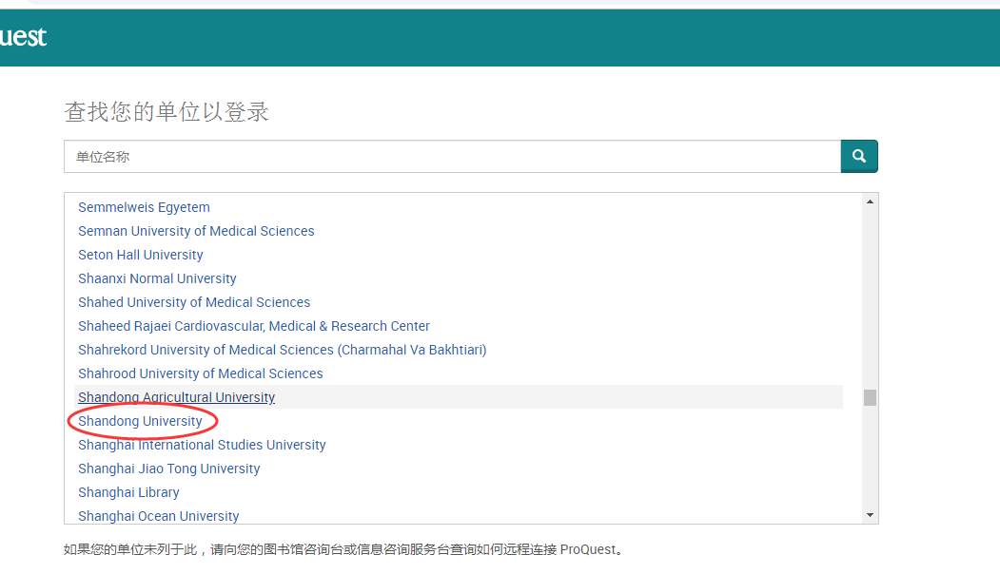 uest
查找您的单位以登录
单位名称
Semmelweis Egyetem
Semnan University of Medical Sciences
Seton Hall University
Shaanxi Normal University
Shahed University of Medical Sciences
Shaheed Rajaei Cardiovascular, Medical & Research Center
Shahrekord University of Medical Sciences (Charmahal Va Bakhtiari)
Shahrood University of Medical Sciences
Shandong Agricultural University
Shandong University
Shanghai International Studies University
Shanghai Jiao Tong University
Shanghai Library
Shanghai Ocean University
如果您的单位未列于此，请向您的图书馆咨询台或信息咨询服务台查询如何远程连接 ProQuest。